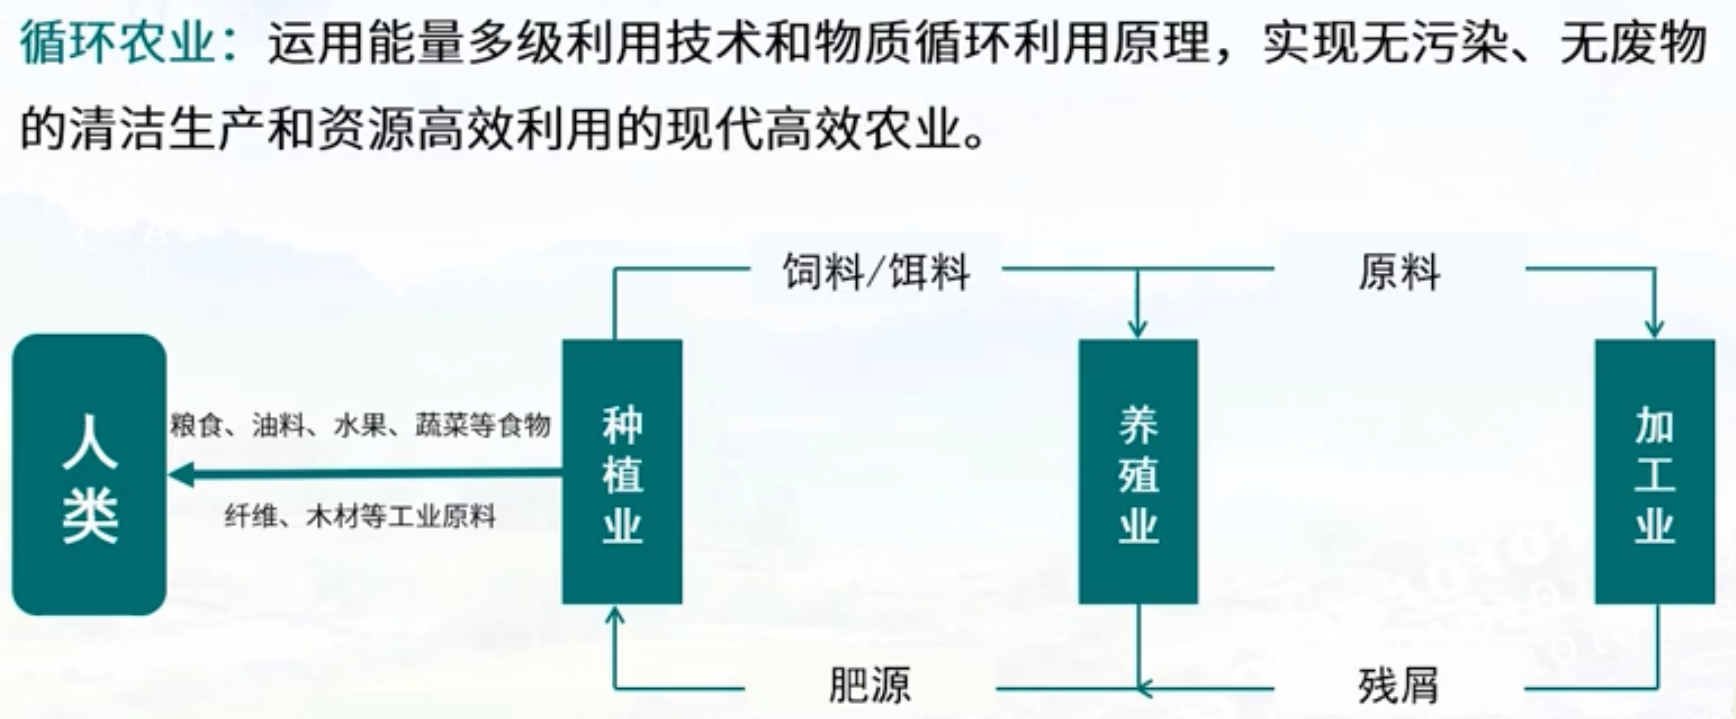 循环农业：运用能量多级利用技术和物质循环利用原理，实现无污染、无废物
的清洁生产和资源高效利用的现代高效农业。
饲料/饵料
原料
人类
粮食、油料、水果、蔬菜等食物
纤维、木材等工业原料
种植业
养殖业
加工业
肥源
残屑